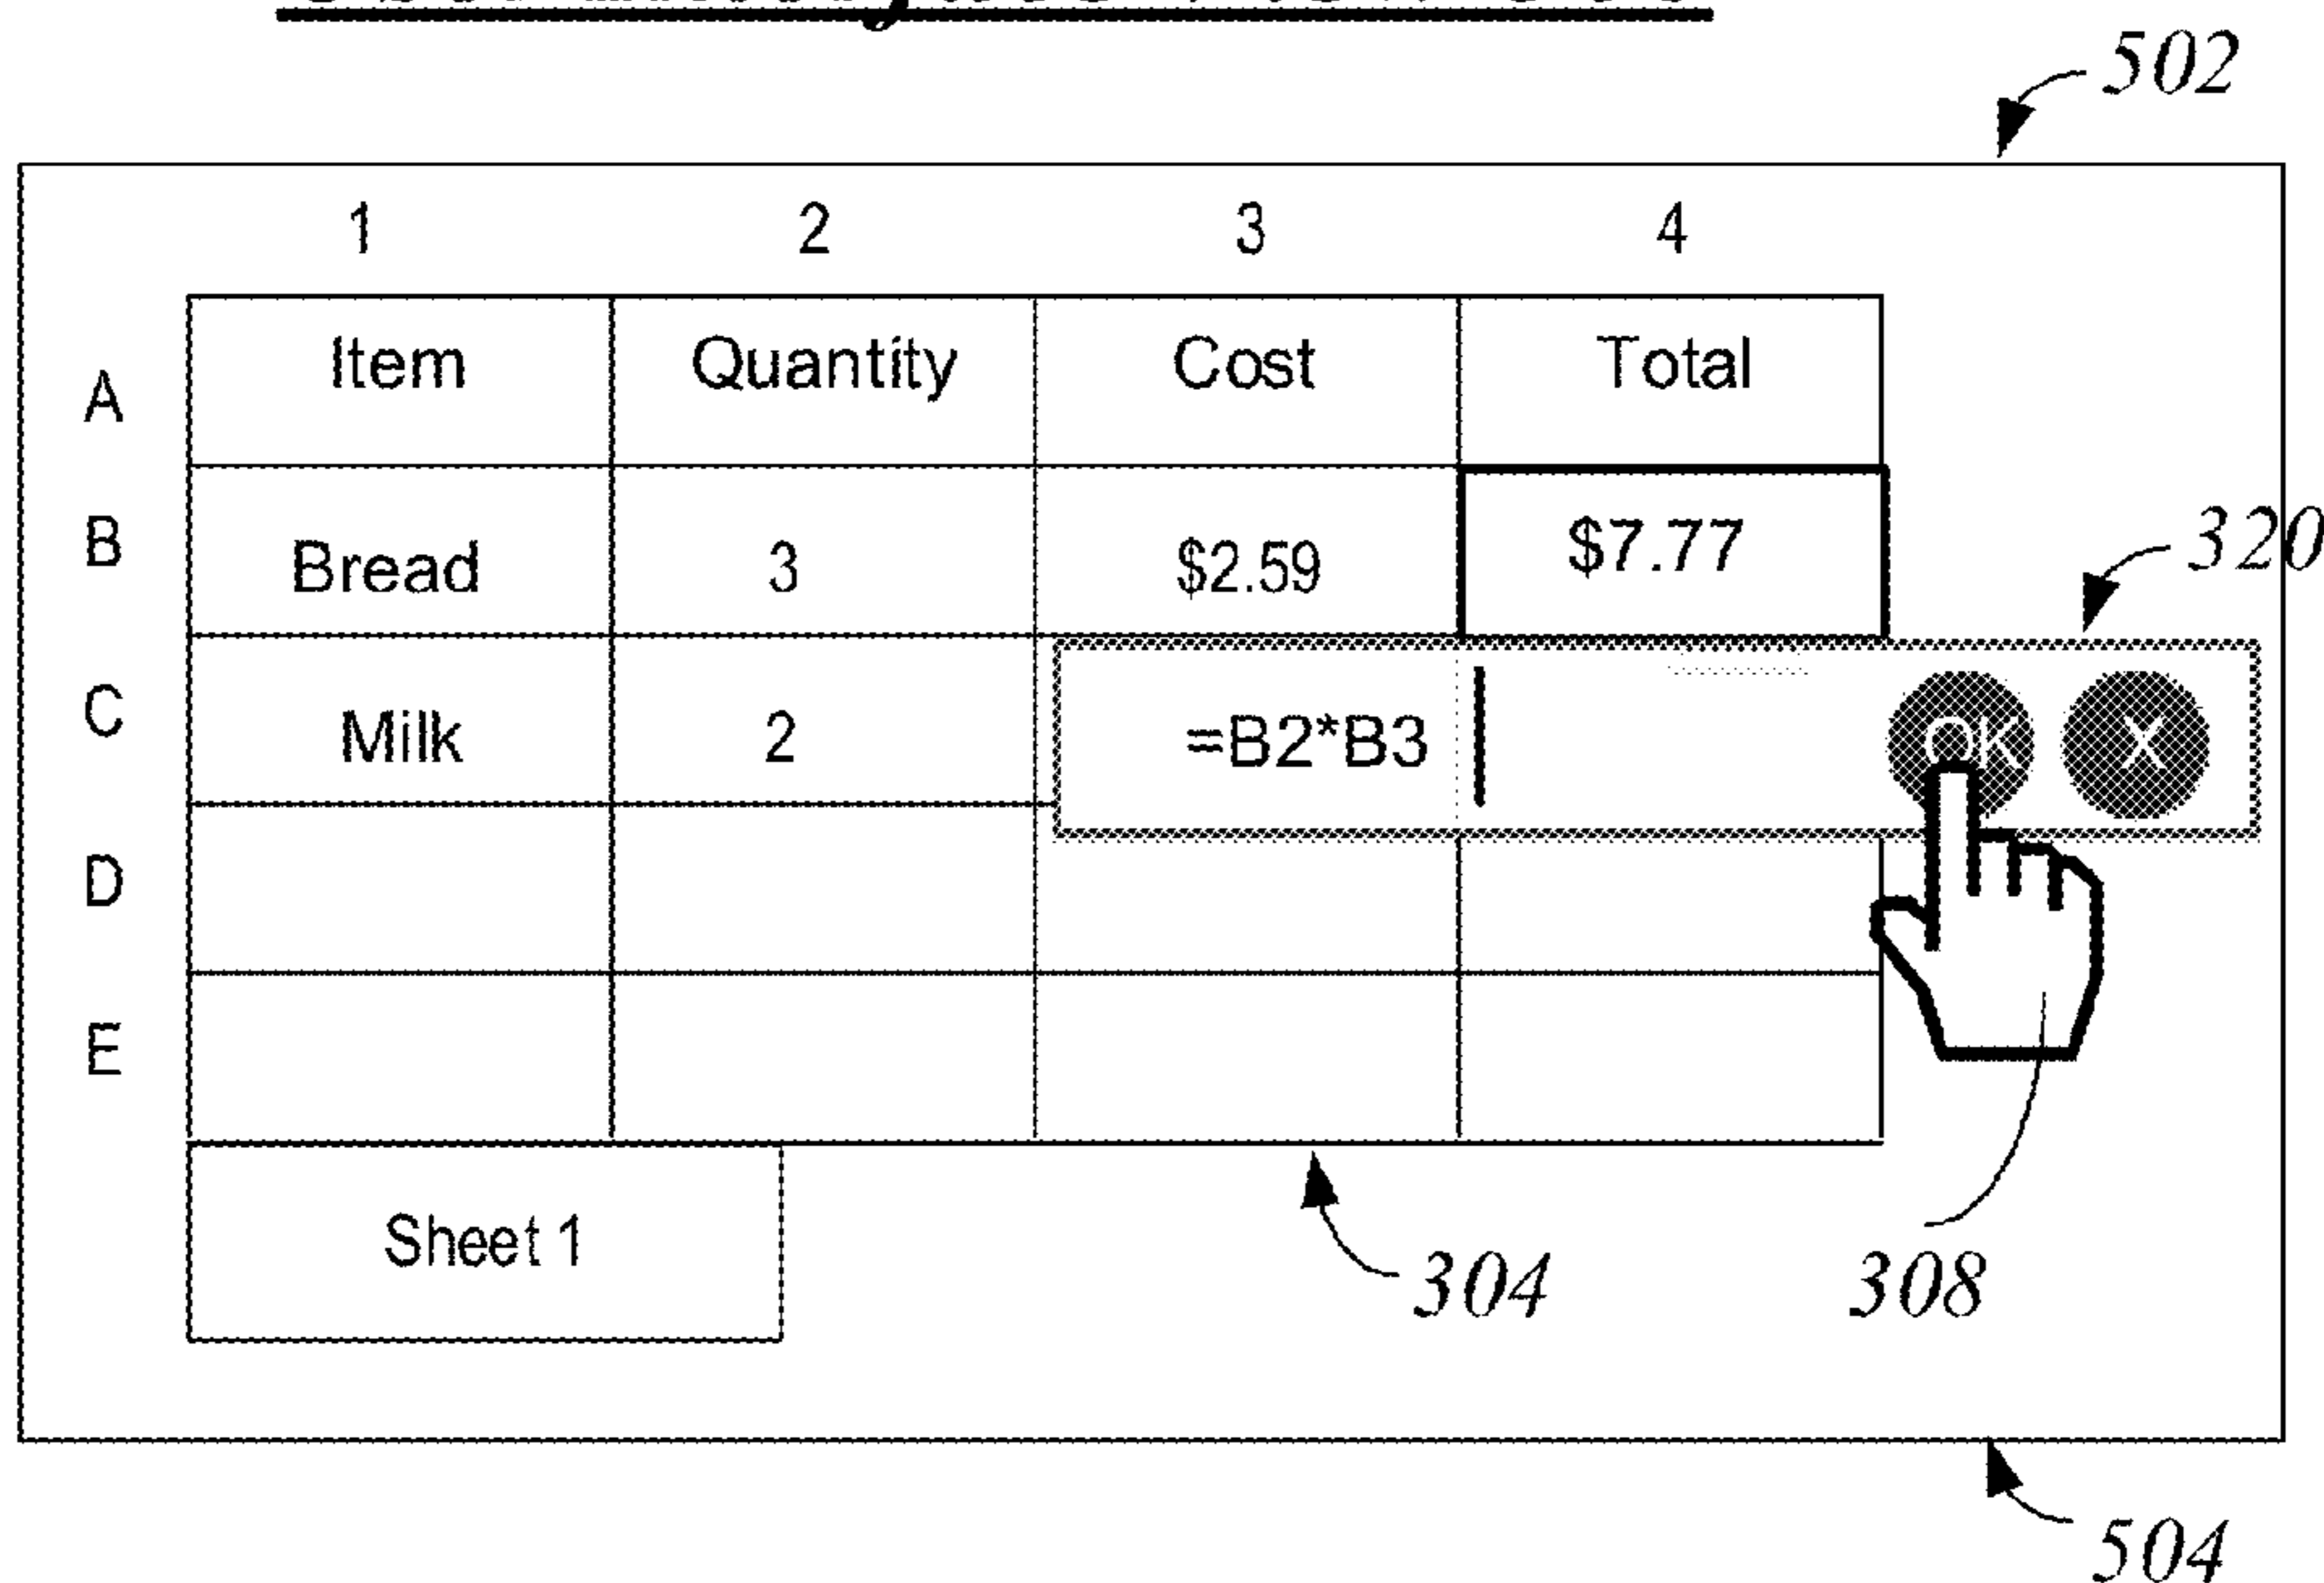 502
1 2 3 4
A Item Quantity Cost Total
B Bread 3 $2.59 $7.77
320
C Milk 2 =B2*B3 OK X
D
E
Sheet 1
304 308
504